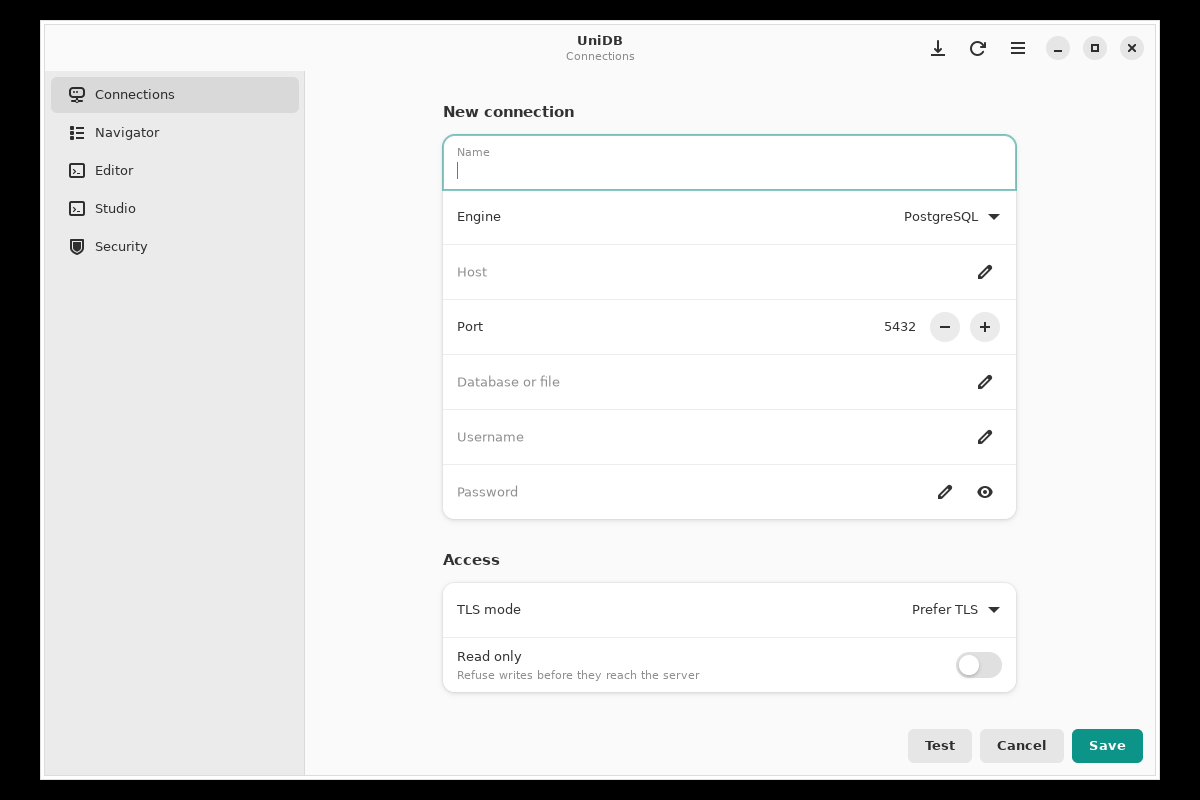 UniDB
Connections
Connections
Navigator
Editor
Studio
Security
New connection
Name
Engine
PostgreSQL
Host
Port
5432
Database or file
Username
Password
Access
TLS mode
Prefer TLS
Read only
Refuse writes before they reach the server
Test
Cancel
Save